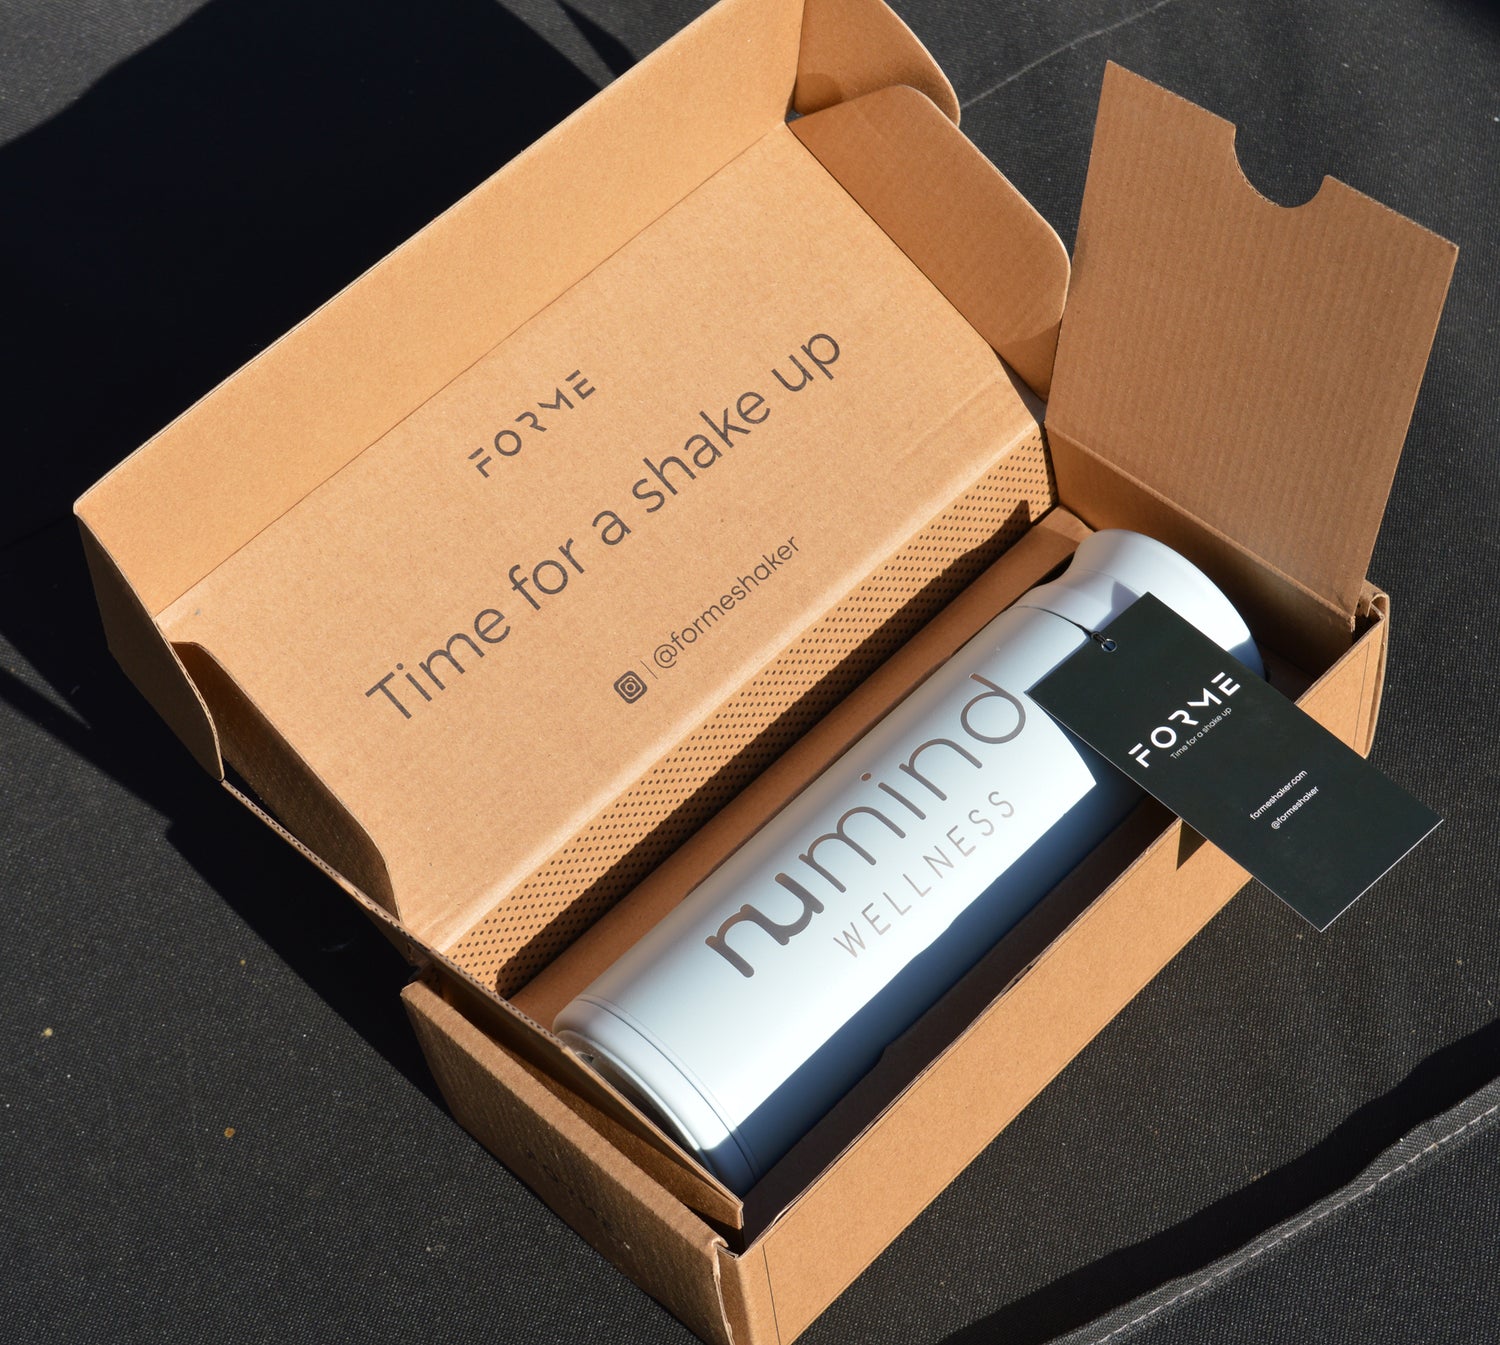 FORME
Time for a shake up
@formeshaker
numind
WELLNESS
FORME
Time for a shake up
formeshaker.com
@formeshaker